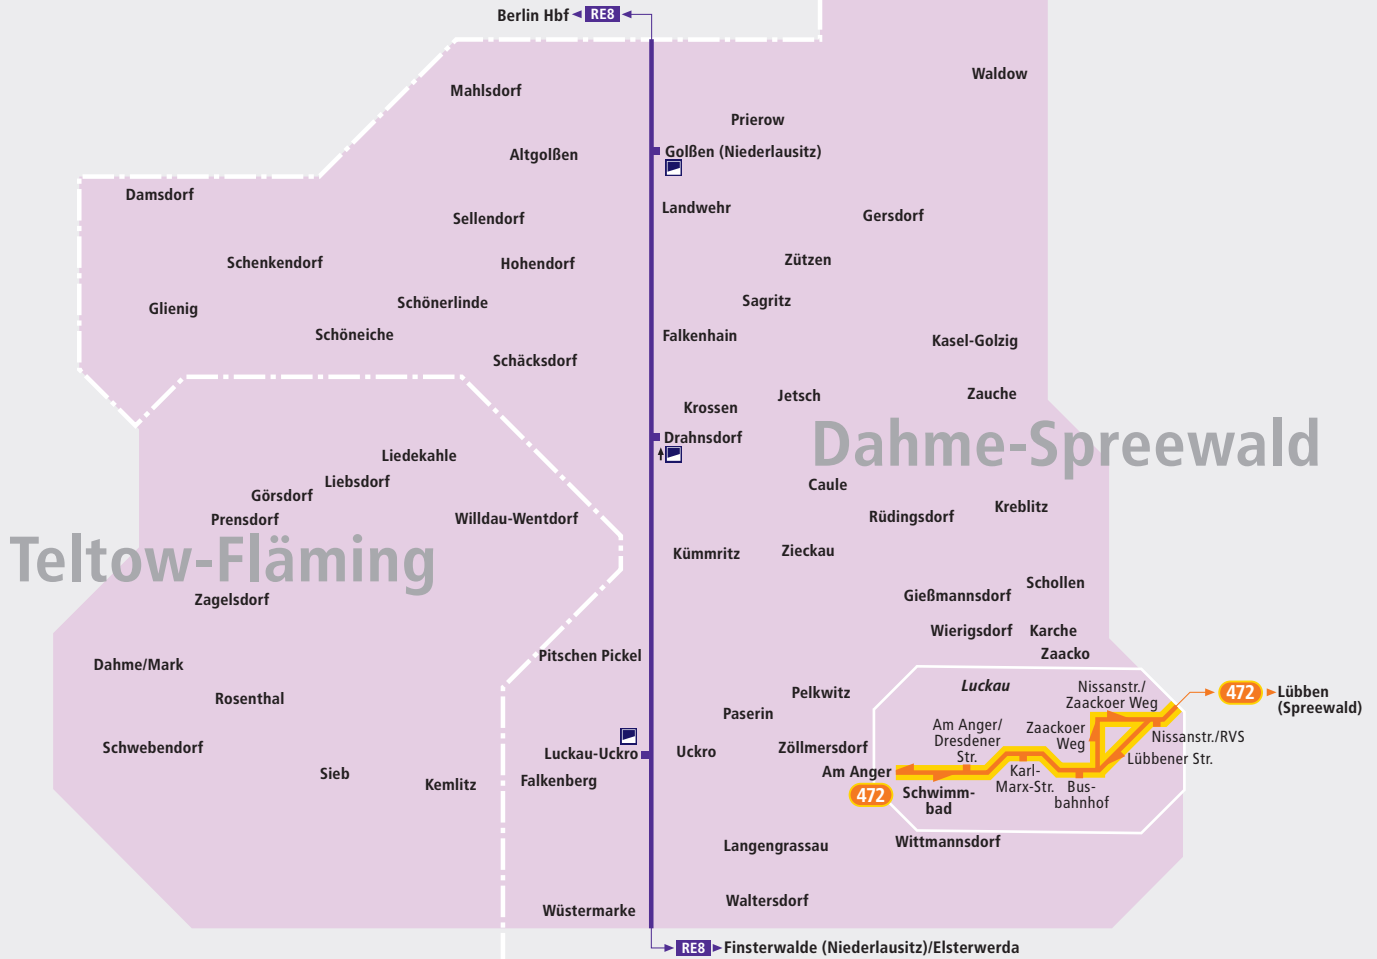 Berlin Hbf RE8
Waldow
Mahlsdorf
Prierow
Altgolßen
Golßen (Niederlausitz)
Damsdorf
Landwehr
Gersdorf
Sellendorf
Schenkendorf
Hohendorf
Zützen
Glienig
Schönerlinde
Sagritz
Schöneiche
Falkenhain
Kasel-Golzig
Schäcksdorf
Jetsch
Zauche
Krossen
Drahnsdorf
Dahme-Spreewald
Liedekahle
Liebsdorf
Görsdorf
Caule
Kreblitz
Prensdorf
Willdau-Wentdorf
Rüdingsdorf
Teltow-Fläming
Kümmritz
Zieckau
Schollen
Gießmannsdorf
Zagelsdorf
Wierigsdorf
Karche
Zaacko
Pitschen Pickel
Dahme/Mark
Rosenthal
Pelkwitz
Luckau
Nissanstr./
Zaackoer Weg
472
Lübben
(Spreewald)
Paserin
Am Anger/
Dresdener
Str.
Zaackoer
Weg
Nissanstr./RVS
Schwebendorf
Luckau-Uckro
Uckro
Zöllmersdorf
Lübbener Str.
Sieb
Kemlitz
Falkenberg
Am Anger
472
Schwimm-
bad
Karl-
Marx-Str.
Bus-
bahnhof
Langengrassau
Wittmannsdorf
Wüstermarke
Waltersdorf
RE8 Finsterwalde (Niederlausitz)/Elsterwerda